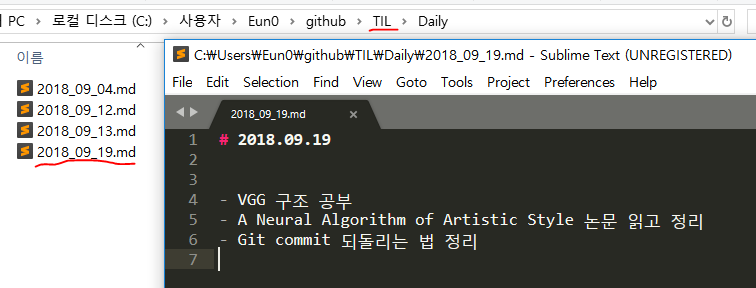 PC > 로컬 디스크 (C:) > 사용자 > Eun0 > github > TIL > Daily
이름
2018_09_04.md
2018_09_12.md
2018_09_13.md
2018_09_19.md
C:₩Users₩Eun0₩github₩TIL₩Daily₩2018_09_19.md - Sublime Text (UNREGISTERED)
File Edit Selection Find View Goto Tools Project Preferences Help
2018_09_19.md ×
1 # 2018.09.19
2
3
4 - VGG 구조 공부
5 - A Neural Algorithm of Artistic Style 논문 읽고 정리
6 - Git commit 되돌리는 법 정리
7